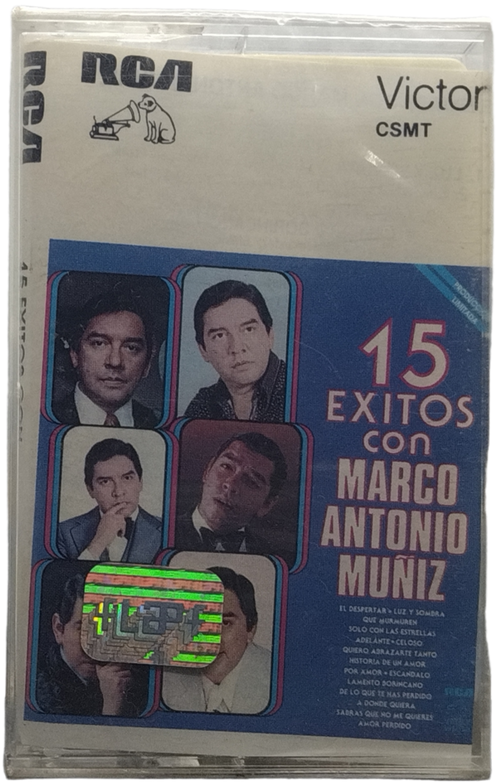 RCA
Victor
CSMT
RCA
15 EXITOS CON
15
EXITOS
con
MARCO
ANTONIO
MUÑIZ
EL DESPERTAR • LUZ Y SOMBRA
QUE MURMUREN
SOLO CON LAS ESTRELLAS
ADELANTE • CELOSO
QUIERO ABRAZARTE TANTO
HISTORIA DE UN AMOR
POR AMOR • ESCANDALO
LAMENTO BORINCANO
DE LO QUE TE HAS PERDIDO
A DONDE QUIERA
SABRAS QUE NO ME QUIERES
AMOR PERDIDO